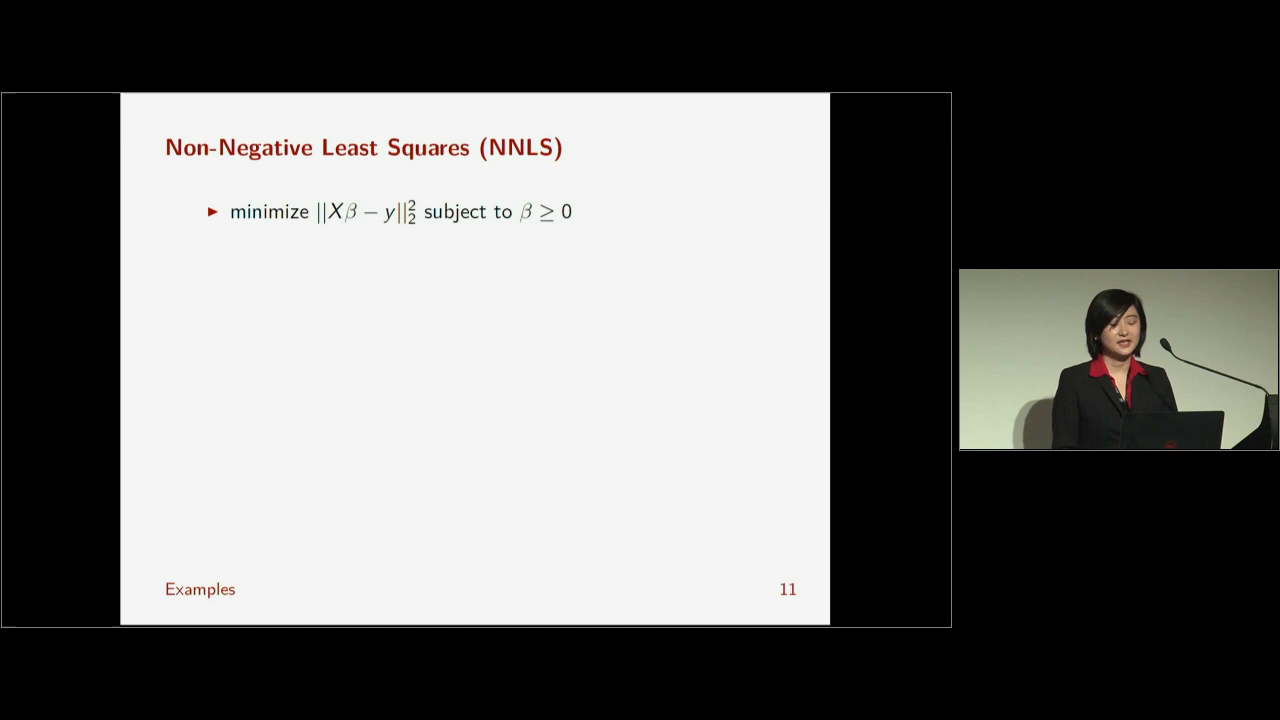 Non-Negative Least Squares (NNLS)
▶ minimize ||Xβ − y||₂² subject to β ≥ 0
Examples 11